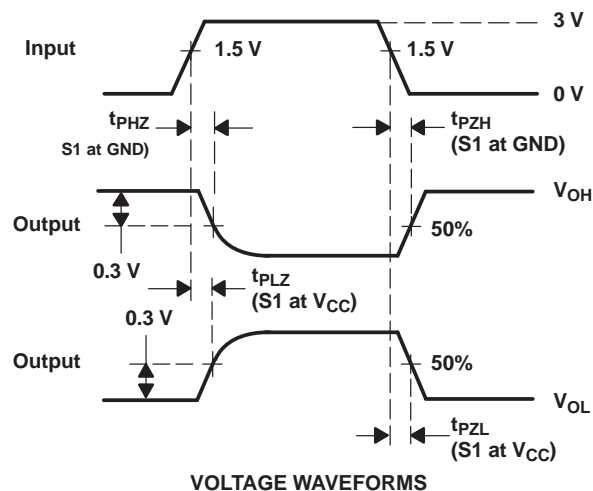 3 V
Input
1.5 V
1.5 V
0 V
tPHZ
S1 at GND)
tPZH
(S1 at GND)
VOH
Output
50%
0.3 V
tPLZ
(S1 at VCC)
0.3 V
Output
50%
VOL
tPZL
(S1 at VCC)
VOLTAGE WAVEFORMS